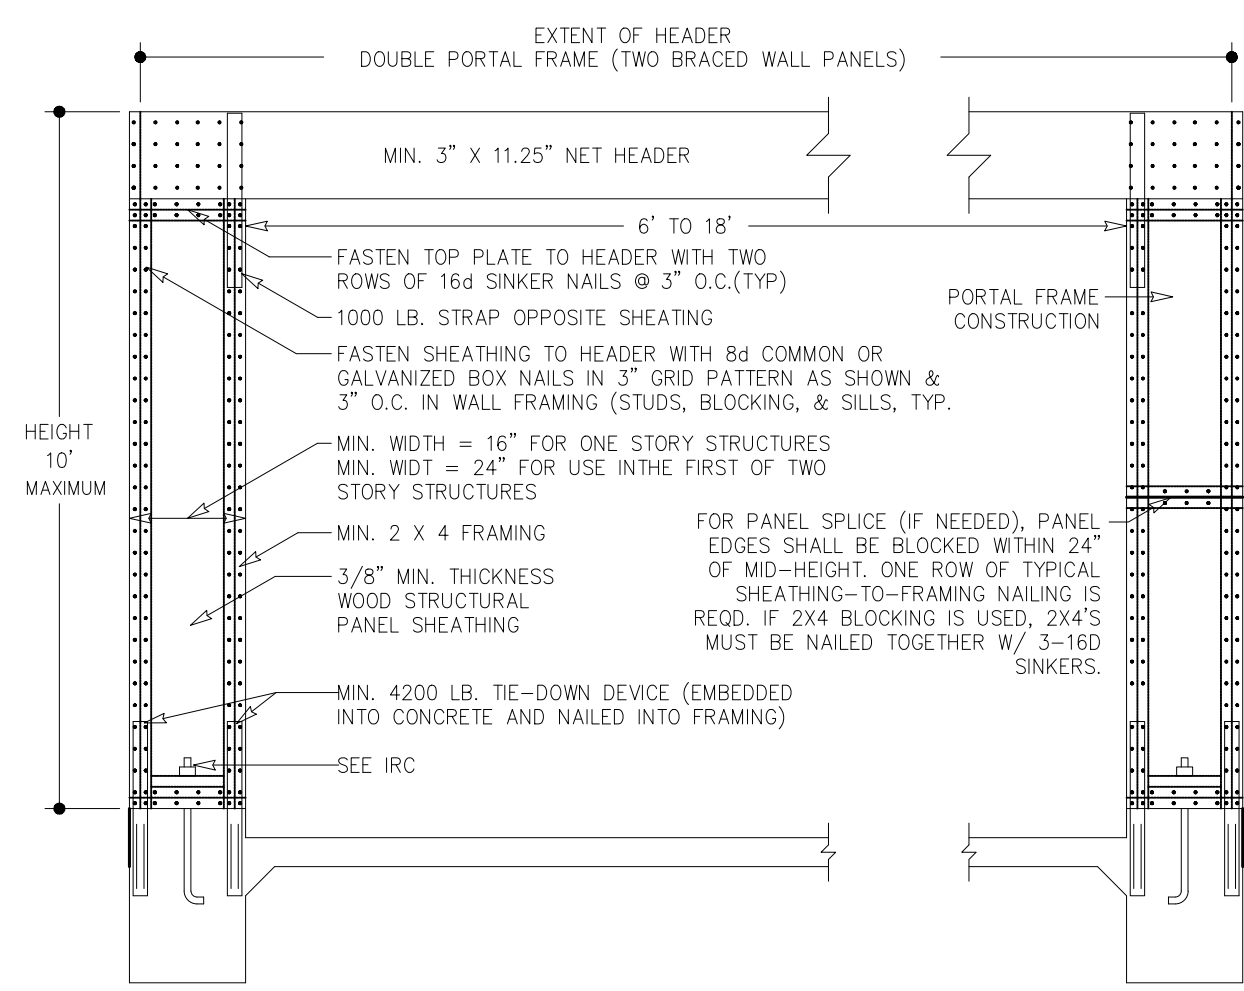 EXTENT OF HEADER
DOUBLE PORTAL FRAME (TWO BRACED WALL PANELS)
MIN. 3" X 11.25" NET HEADER
6' TO 18'
FASTEN TOP PLATE TO HEADER WITH TWO
ROWS OF 16d SINKER NAILS @ 3" O.C.(TYP)
1000 LB. STRAP OPPOSITE SHEATING
PORTAL FRAME
CONSTRUCTION
FASTEN SHEATHING TO HEADER WITH 8d COMMON OR
GALVANIZED BOX NAILS IN 3" GRID PATTERN AS SHOWN &
3" O.C. IN WALL FRAMING (STUDS, BLOCKING, & SILLS, TYP.
HEIGHT
10'
MAXIMUM
MIN. WIDTH = 16" FOR ONE STORY STRUCTURES
MIN. WIDT = 24" FOR USE INTHE FIRST OF TWO
STORY STRUCTURES
MIN. 2 X 4 FRAMING
3/8" MIN. THICKNESS
WOOD STRUCTURAL
PANEL SHEATHING
FOR PANEL SPLICE (IF NEEDED), PANEL
EDGES SHALL BE BLOCKED WITHIN 24"
OF MID-HEIGHT. ONE ROW OF TYPICAL
SHEATHING-TO-FRAMING NAILING IS
REQD. IF 2X4 BLOCKING IS USED, 2X4'S
MUST BE NAILED TOGETHER W/ 3-16D
SINKERS.
MIN. 4200 LB. TIE-DOWN DEVICE (EMBEDDED
INTO CONCRETE AND NAILED INTO FRAMING)
SEE IRC